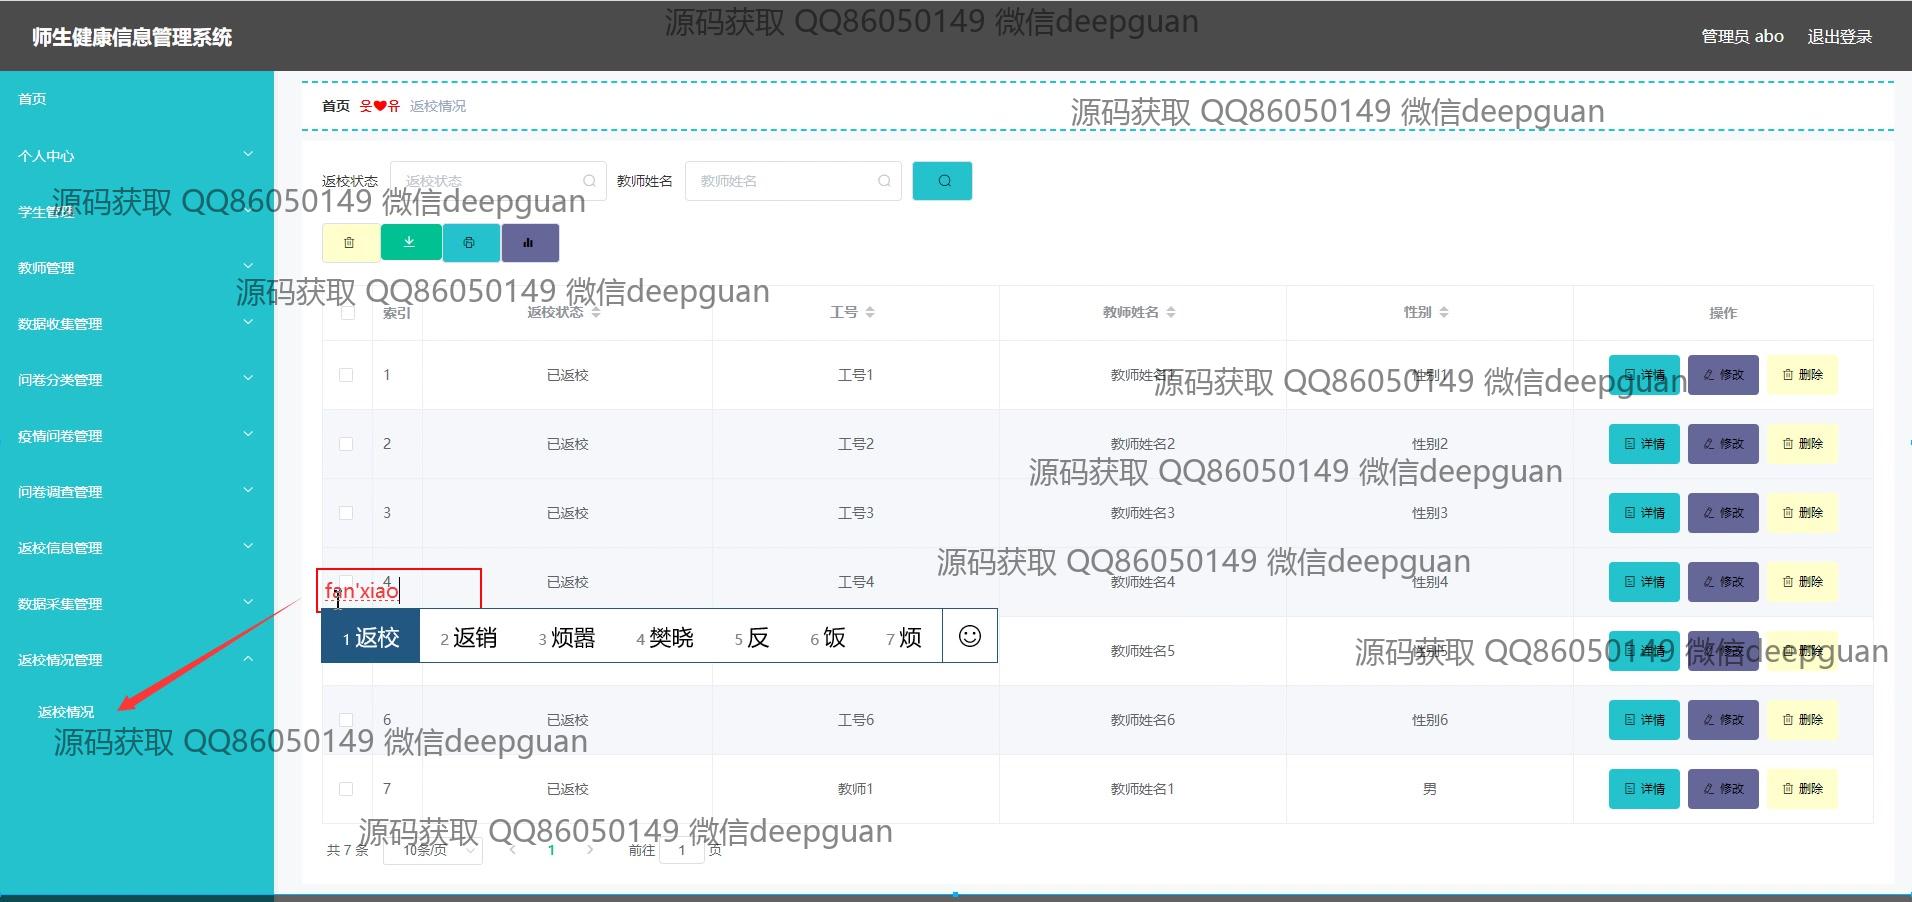 源码获取 QQ86050149 微信deepguan
师生健康信息管理系统
管理员 abo 退出登录
首页
首页 웃❤유 返校情况
源码获取 QQ86050149 微信deepguan
个人中心
返校状态 返校状态 教师姓名 教师姓名
源码获取 QQ86050149 微信deepguan
学生管理
教师管理
源码获取 QQ86050149 微信deepguan
索引 返校状态 工号 教师姓名 性别 操作
数据收集管理
问卷分类管理
1 已返校 工号1 教师姓名1 性别1 详情 修改 删除
源码获取 QQ86050149 微信deepguan
疫情问卷管理
2 已返校 工号2 教师姓名2 性别2 详情 修改 删除
源码获取 QQ86050149 微信deepguan
问卷调查管理
3 已返校 工号3 教师姓名3 性别3 详情 修改 删除
返校信息管理
源码获取 QQ86050149 微信deepguan
4 已返校 工号4 教师姓名4 性别4 详情 修改 删除
fan'xiao
数据采集管理
1 返校 2 返销 3 烦嚣 4 樊晓 5 反 6 饭 7 烦
教师姓名5 性别5 详情 修改 删除
源码获取 QQ86050149 微信deepguan
返校情况管理
返校情况
6 已返校 工号6 教师姓名6 性别6 详情 修改 删除
源码获取 QQ86050149 微信deepguan
7 已返校 教师1 教师姓名1 男 详情 修改 删除
源码获取 QQ86050149 微信deepguan
共 7 条 10条/页 1 前往 1 页